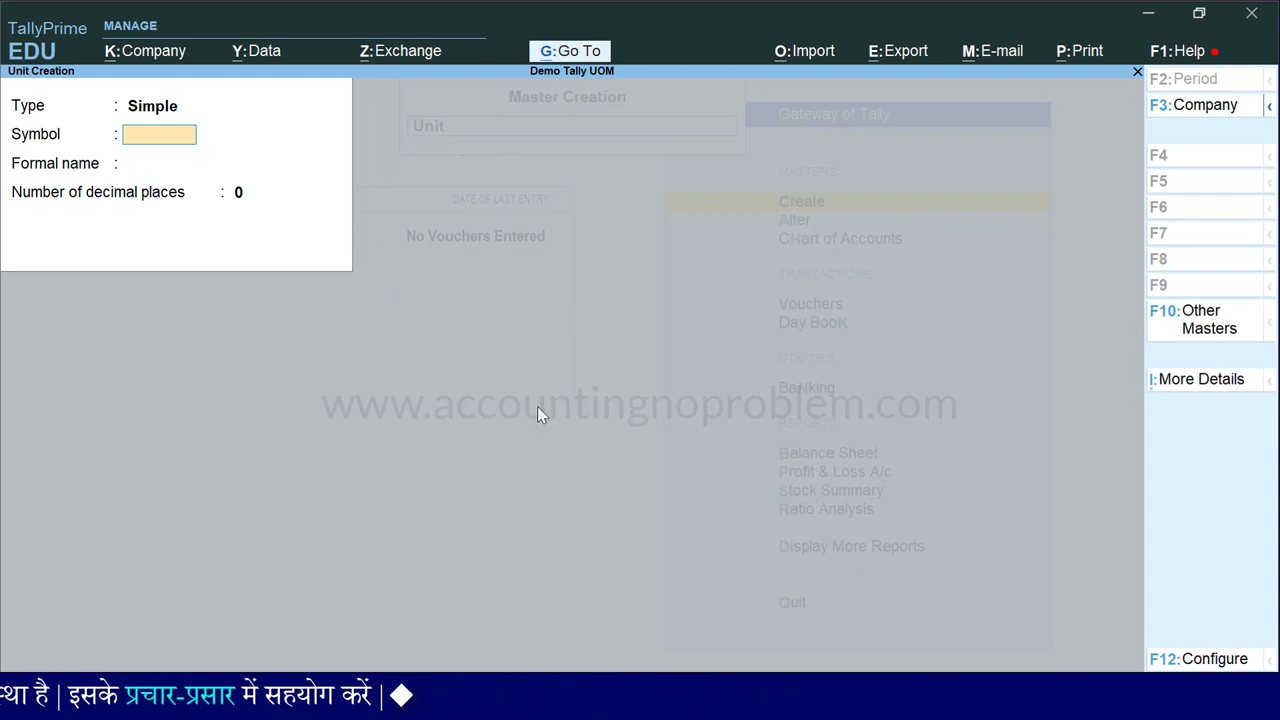 TallyPrime
EDU
MANAGE
K:Company
Y:Data
Z:Exchange
G:Go To
O:Import
E:Export
M:E-mail
P:Print
F1:Help
Unit Creation
Demo Tally UOM
Type : Simple
Symbol :
Formal name :
Number of decimal places : 0
Master Creation
Unit
DATE OF LAST ENTRY
No Vouchers Entered
Gateway of Tally
MASTERS
Create
Alter
CHart of Accounts
TRANSACTIONS
Vouchers
Day BooK
UTILITIES
BaNking
REPORTS
Balance Sheet
Profit & Loss A/c
Stock Summary
Ratio Analysis
Display More Reports
Quit
www.accountingnoproblem.com
F2:Period
F3:Company
F4
F5
F6
F7
F8
F9
F10:Other
Masters
I:More Details
F12:Configure
स्था है | इसके प्रचार-प्रसार में सहयोग करें |